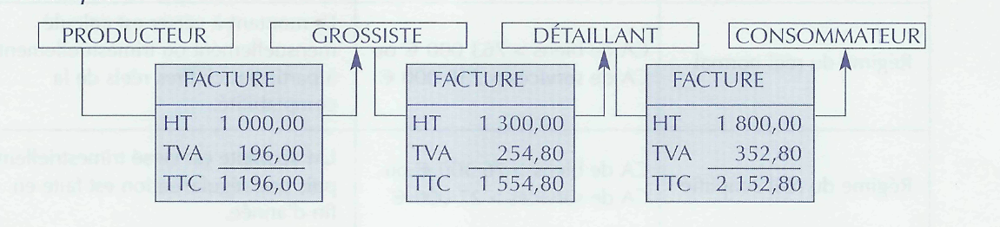 PRODUCTEUR GROSSISTE DÉTAILLANT CONSOMMATEUR
FACTURE FACTURE FACTURE
HT 1 000,00 HT 1 300,00 HT 1 800,00
TVA 196,00 TVA 254,80 TVA 352,80
TTC 1 196,00 TTC 1 554,80 TTC 2 152,80